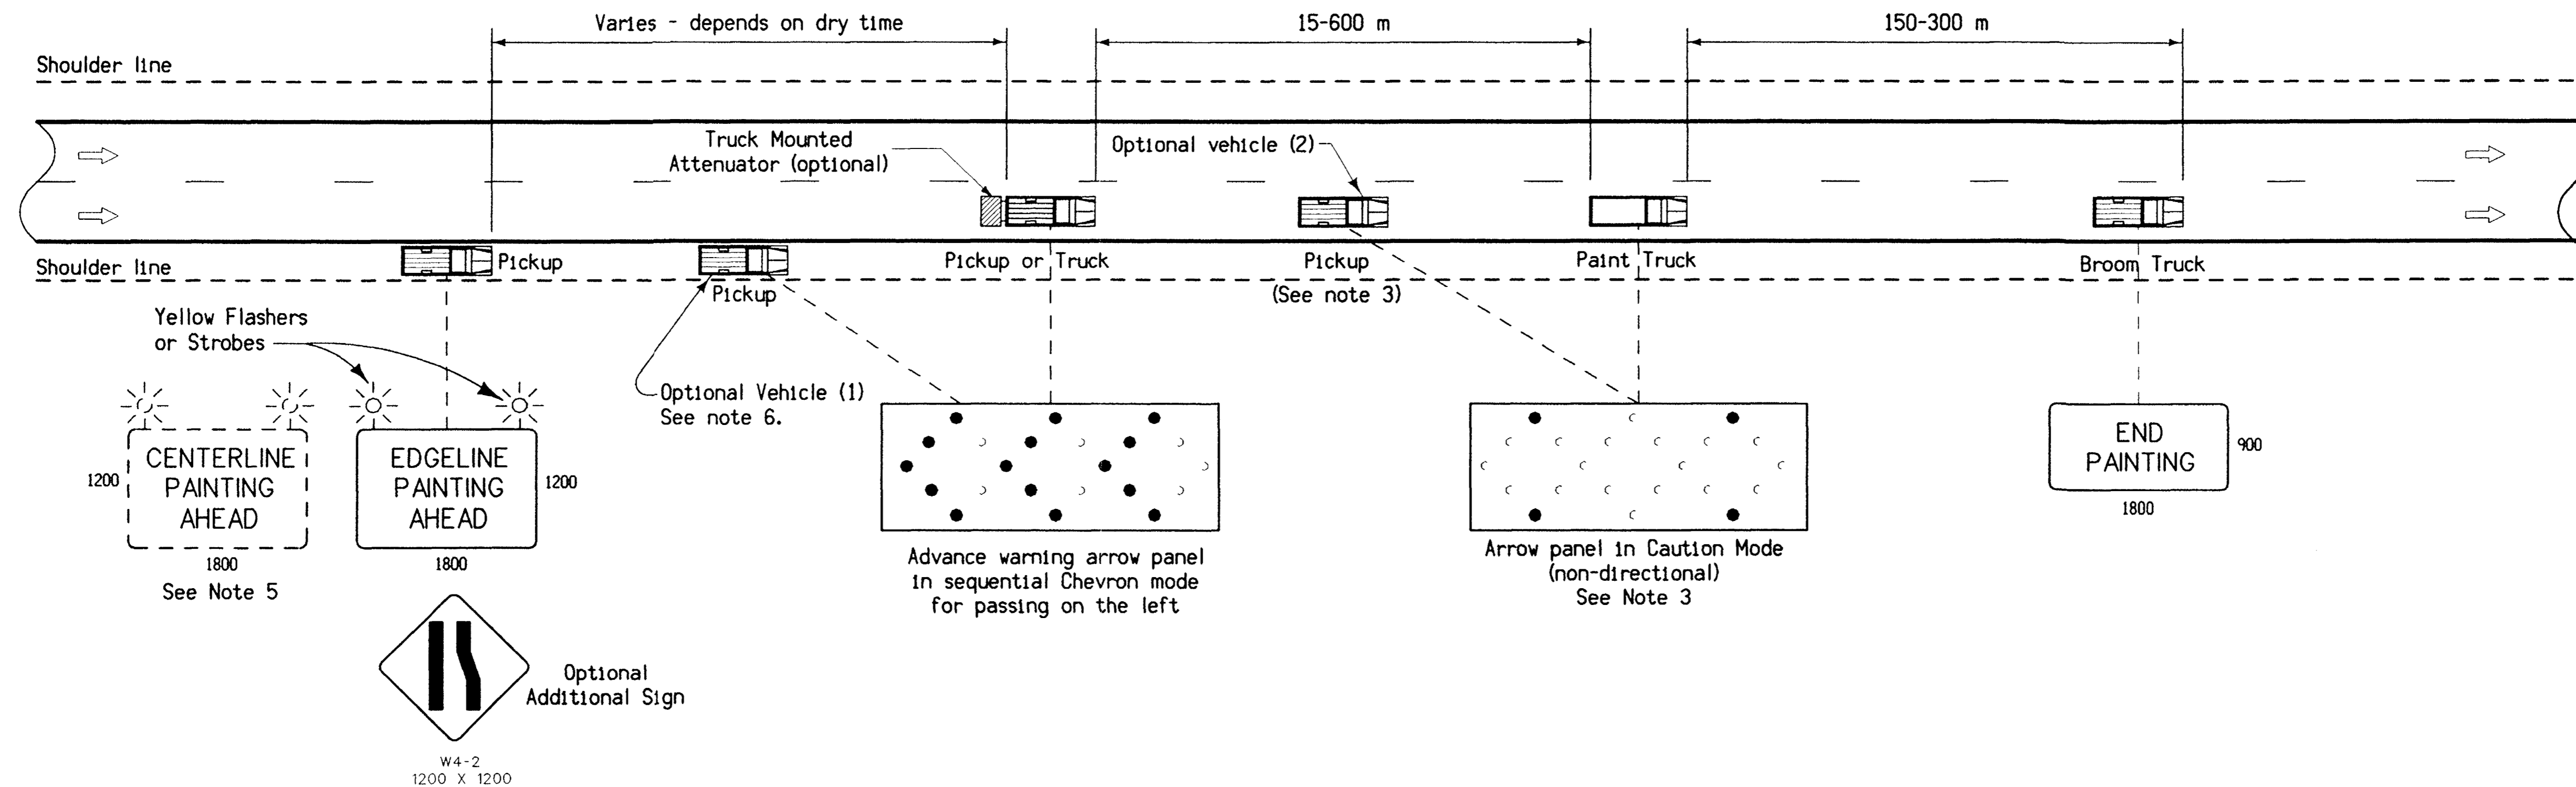 Varies - depends on dry time
15-600 m
150-300 m
Shoulder line
Truck Mounted
Attenuator (optional)
Optional vehicle (2)
Shoulder line
Pickup
Pickup
Pickup or Truck
Pickup
(See note 3)
Paint Truck
Broom Truck
Yellow Flashers
or Strobes
Optional Vehicle (1)
See note 6.
CENTERLINE
PAINTING
AHEAD
1200
1800
See Note 5
EDGELINE
PAINTING
AHEAD
1200
1800
Advance warning arrow panel
in sequential Chevron mode
for passing on the left
Arrow panel in Caution Mode
(non-directional)
See Note 3
END
PAINTING
900
1800
Optional
Additional Sign
W4-2
1200 X 1200